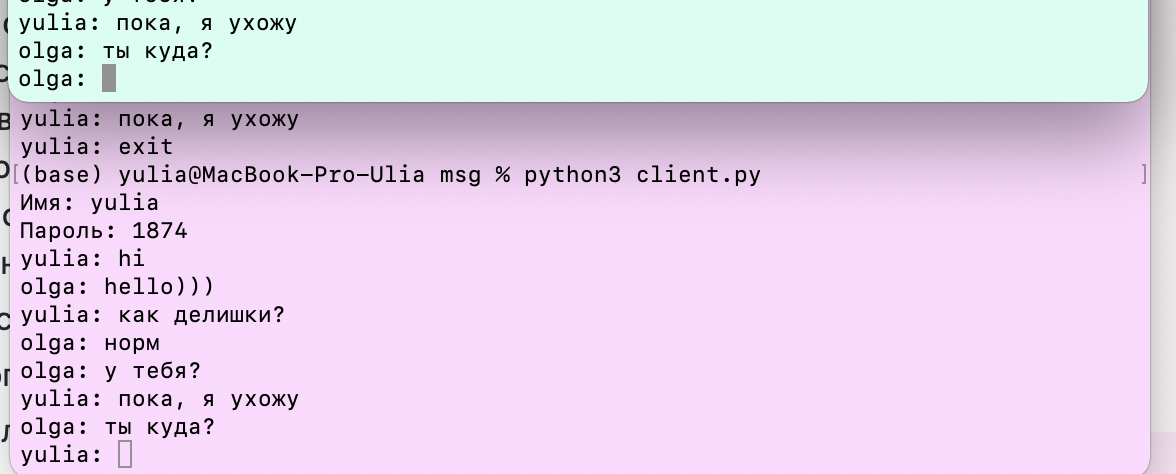 yulia: пока, я ухожу
olga: ты куда?
olga:
yulia: пока, я ухожу
yulia: exit
[(base) yulia@MacBook-Pro-Ulia msg % python3 client.py ]
Имя: yulia
Пароль: 1874
yulia: hi
olga: hello)))
yulia: как делишки?
olga: норм
olga: у тебя?
yulia: пока, я ухожу
olga: ты куда?
yulia: